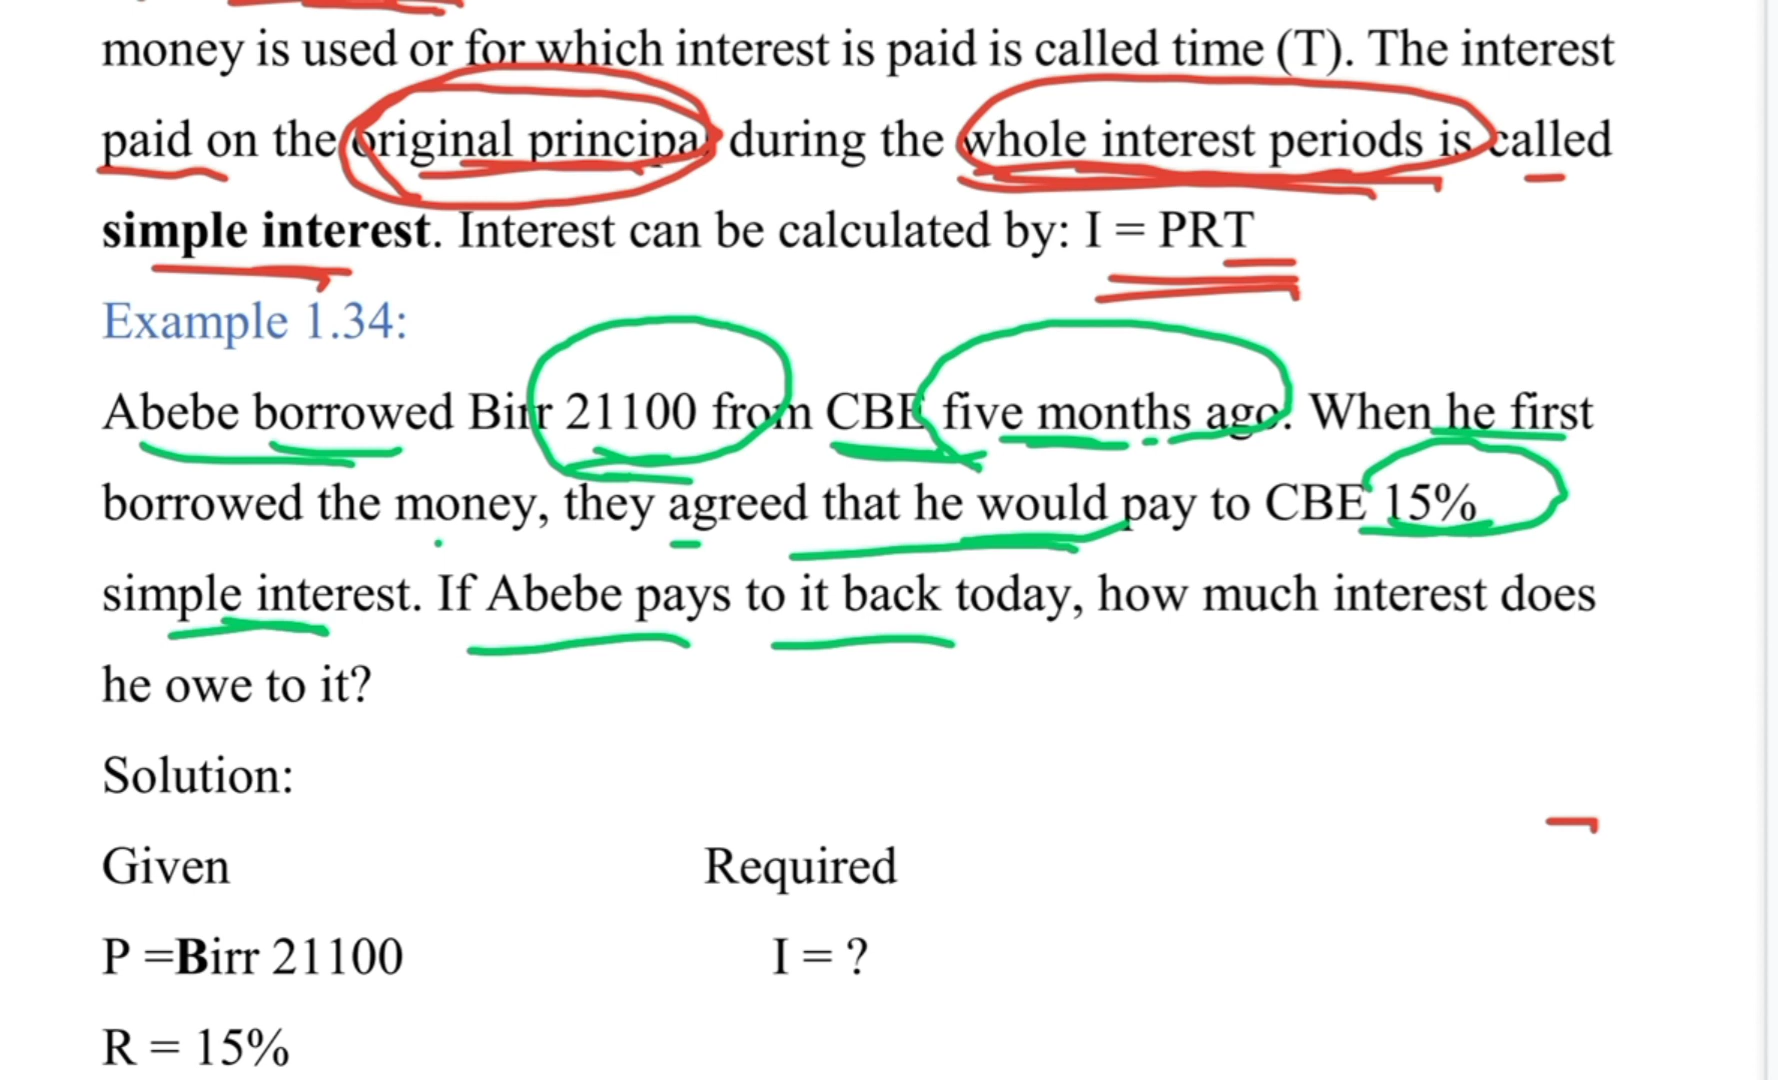 money is used or for which interest is paid is called time (T). The interest
paid on the original principal during the whole interest periods is called
simple interest. Interest can be calculated by: I = PRT
Example 1.34:
Abebe borrowed Birr 21100 from CBE five months ago. When he first
borrowed the money, they agreed that he would pay to CBE 15%
simple interest. If Abebe pays to it back today, how much interest does
he owe to it?
Solution:
Given Required
P =Birr 21100 I = ?
R = 15%